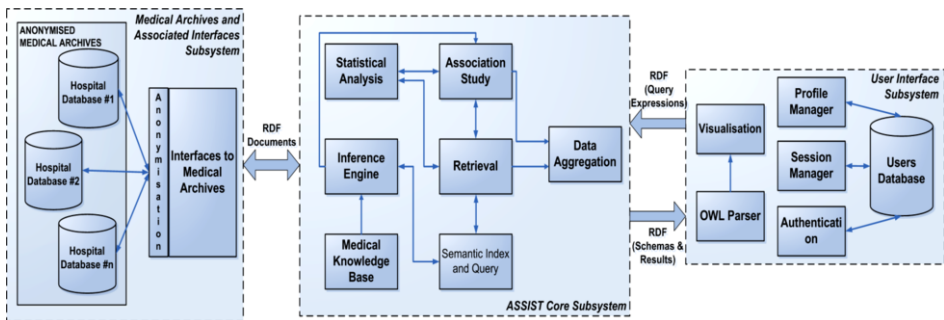 Medical Archives and
Associated Interfaces
Subsystem
ANONYMISED
MEDICAL ARCHIVES
Hospital
Database #1
Hospital
Database #2
Hospital
Database #n
Anonymisation
Interfaces to
Medical
Archives
RDF
Documents
Statistical
Analysis
Association
Study
Inference
Engine
Retrieval
Data
Aggregation
Medical
Knowledge
Base
Semantic Index
and Query
ASSIST Core Subsystem
RDF
(Query
Expressions)
RDF
(Schemas &
Results)
User Interface
Subsystem
Visualisation
OWL Parser
Profile
Manager
Session
Manager
Authenticati
on
Users
Database